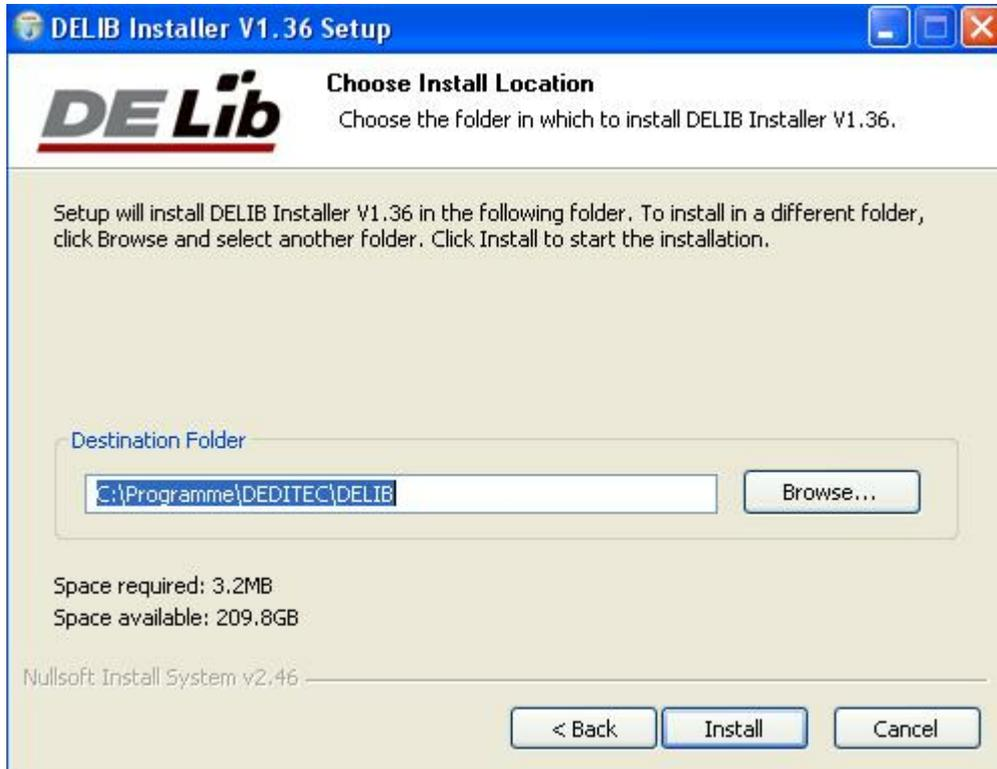 DELIB Installer V1.36 Setup
DELib
Choose Install Location
Choose the folder in which to install DELIB Installer V1.36.
Setup will install DELIB Installer V1.36 in the following folder. To install in a different folder,
click Browse and select another folder. Click Install to start the installation.
Destination Folder
C:\Programme\DEDITEC\DELIB
Browse...
Space required: 3.2MB
Space available: 209.8GB
Nullsoft Install System v2.46
< Back
Install
Cancel